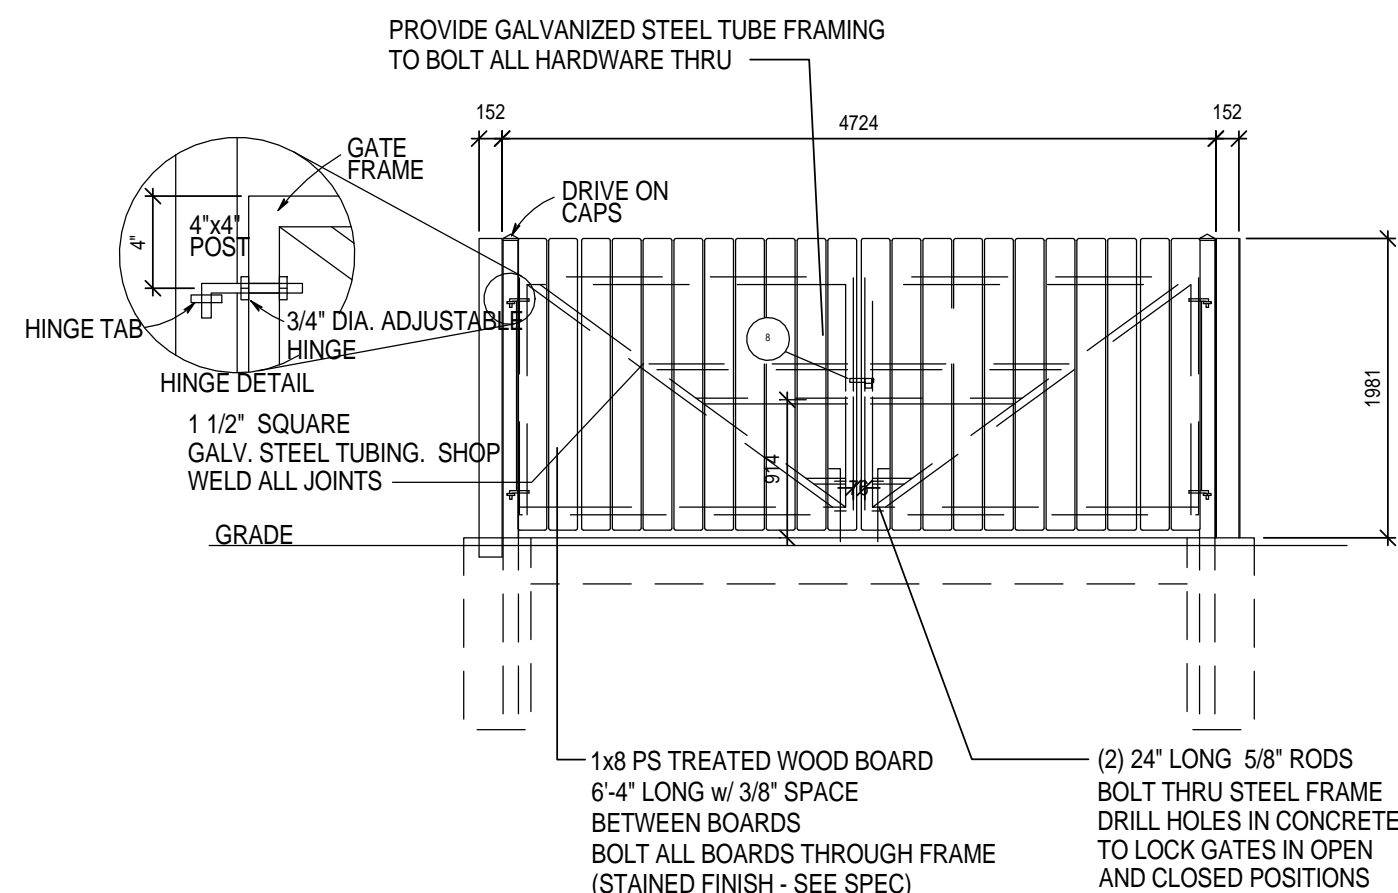 PROVIDE GALVANIZED STEEL TUBE FRAMING
TO BOLT ALL HARDWARE THRU
152
4724
152
GATE
FRAME
DRIVE ON
CAPS
4"x4"
POST
4"
HINGE TAB
3/4" DIA. ADJUSTABLE
HINGE
HINGE DETAIL
8
1981
1 1/2" SQUARE
GALV. STEEL TUBING. SHOP
WELD ALL JOINTS
914
76
GRADE
1x8 PS TREATED WOOD BOARD
6'-4" LONG w/ 3/8" SPACE
BETWEEN BOARDS
BOLT ALL BOARDS THROUGH FRAME
(STAINED FINISH - SEE SPEC)
(2) 24" LONG 5/8" RODS
BOLT THRU STEEL FRAME
DRILL HOLES IN CONCRETE
TO LOCK GATES IN OPEN
AND CLOSED POSITIONS